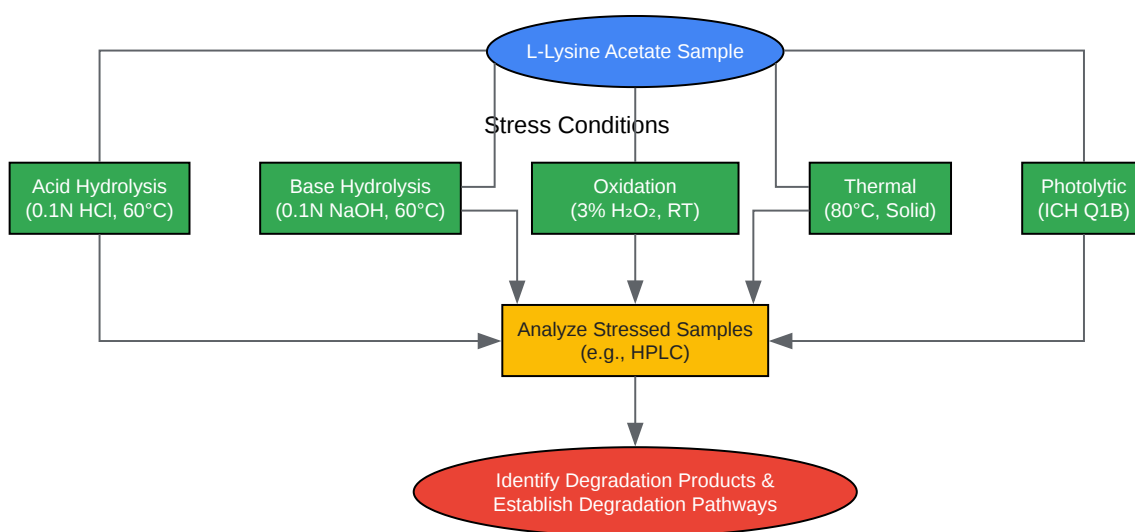 L-Lysine Acetate Sample
Stress Conditions
Acid Hydrolysis
(0.1N HCl, 60°C)
Base Hydrolysis
(0.1N NaOH, 60°C)
Oxidation
(3% H₂O₂, RT)
Thermal
(80°C, Solid)
Photolytic
(ICH Q1B)
Analyze Stressed Samples
(e.g., HPLC)
Identify Degradation Products &
Establish Degradation Pathways